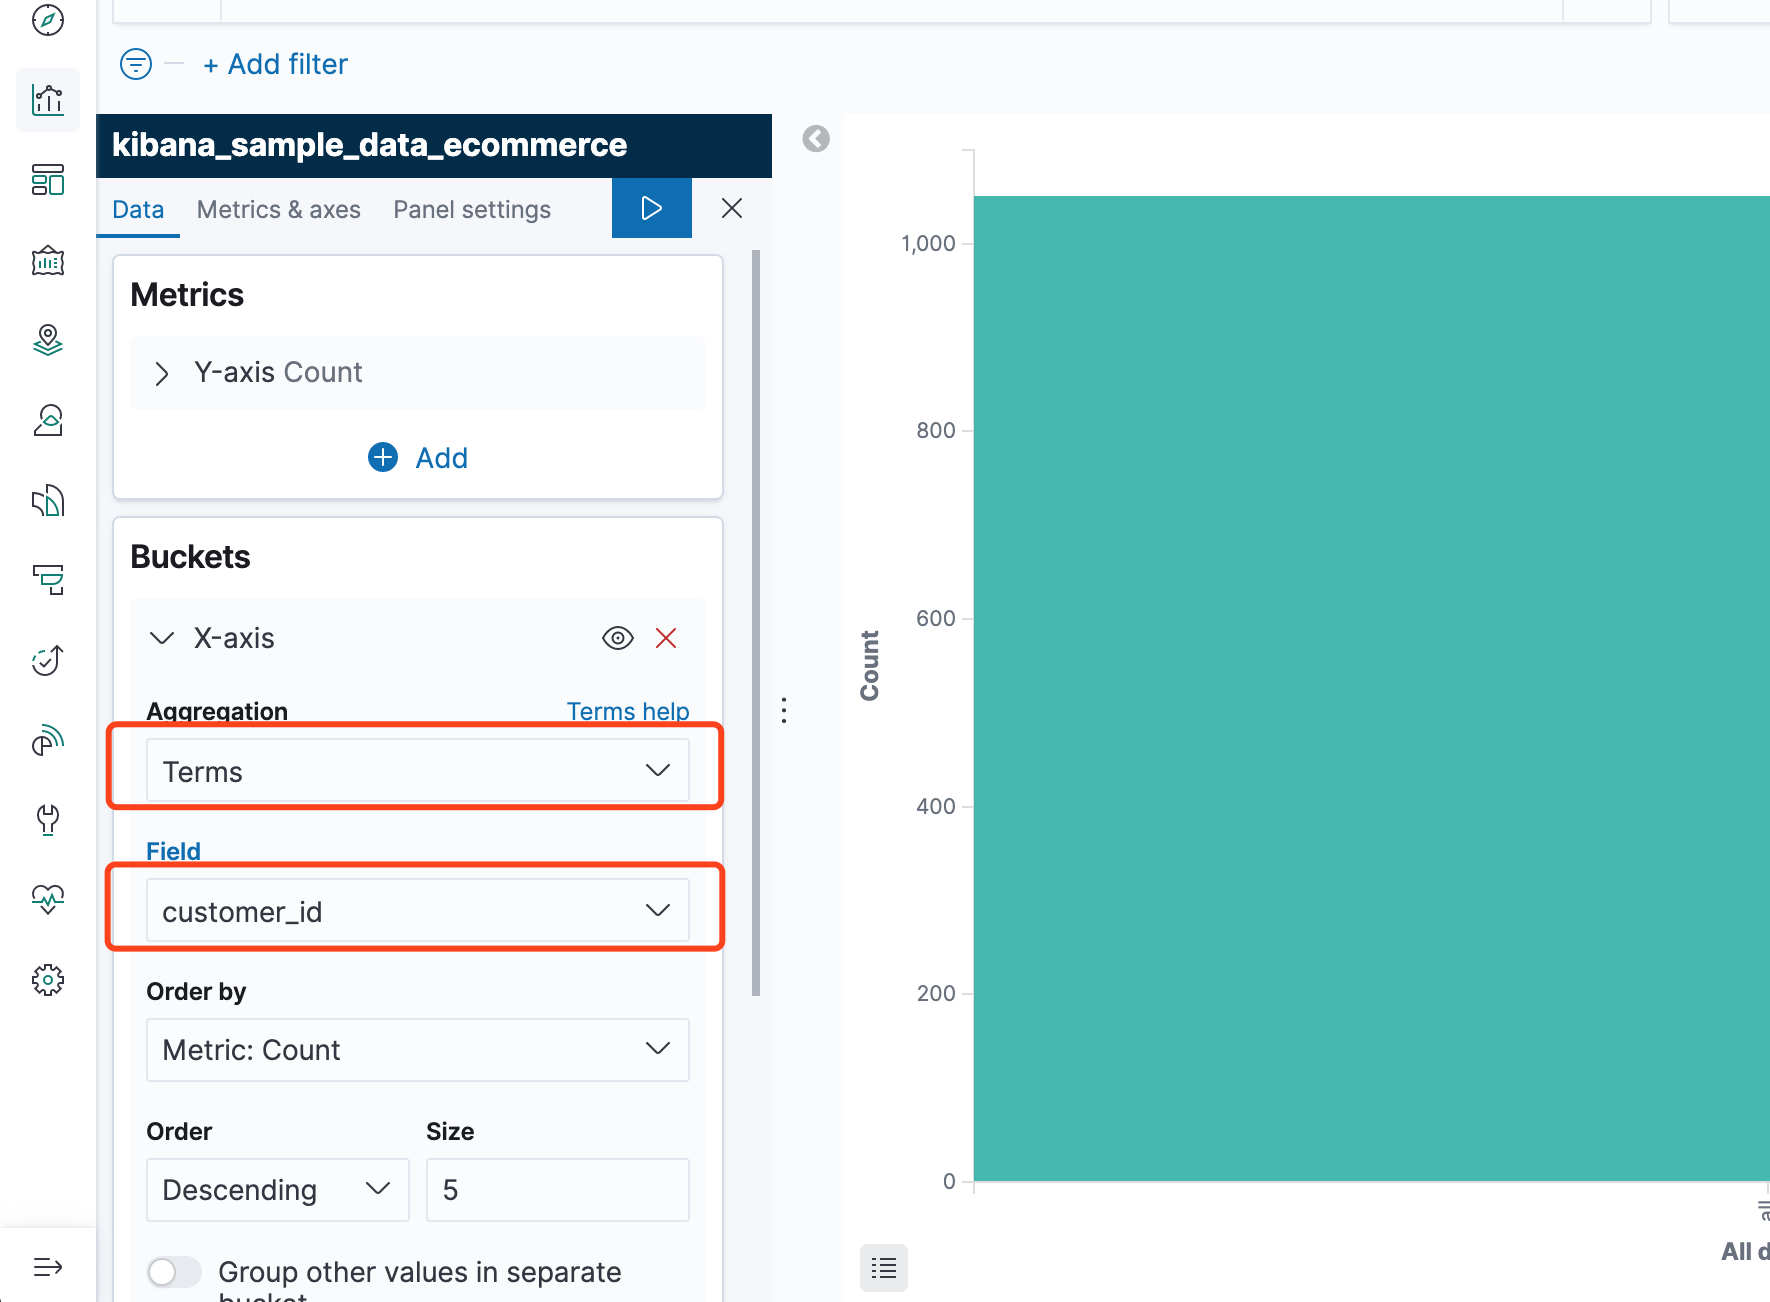 + Add filter
kibana_sample_data_ecommerce
Data Metrics & axes Panel settings
Metrics
Y-axis Count
Add
Buckets
X-axis
Aggregation Terms help
Terms
Field
customer_id
Order by
Metric: Count
Order Size
Descending 5
Group other values in separate
bucket
1,000
800
600
400
200
0
Count
all
All d